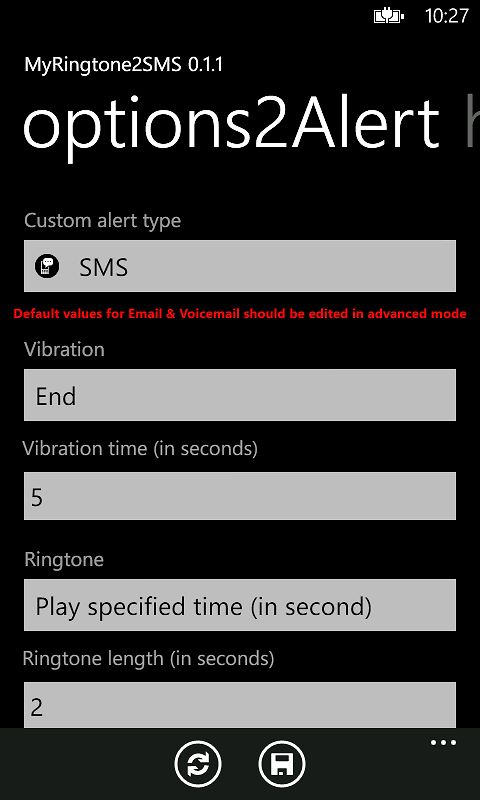 10:27
MyRingtone2SMS 0.1.1
options2Alert h
Custom alert type
SMS
Default values for Email & Voicemail should be edited in advanced mode
Vibration
End
Vibration time (in seconds)
5
Ringtone
Play specified time (in second)
Ringtone length (in seconds)
2